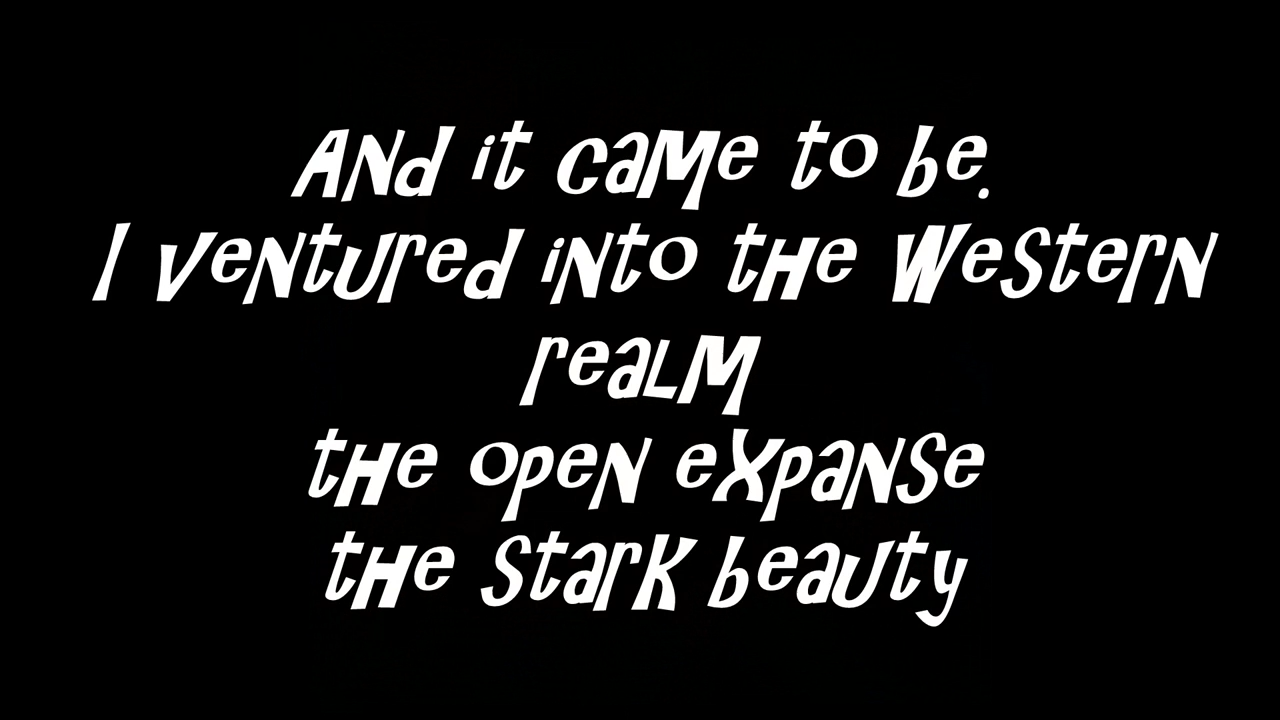 And it came to be.
I ventured into the Western
realm
the open expanse
the stark beauty